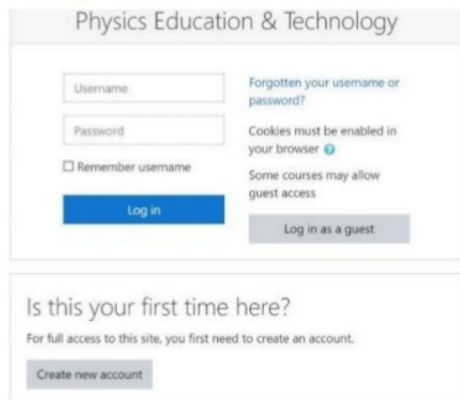 Physics Education & Technology
Username
Password
Remember username
Log in
Forgotten your username or
password?
Cookies must be enabled in
your browser
Some courses may allow
guest access
Log in as a guest
Is this your first time here?
For full access to this site, you first need to create an account.
Create new account